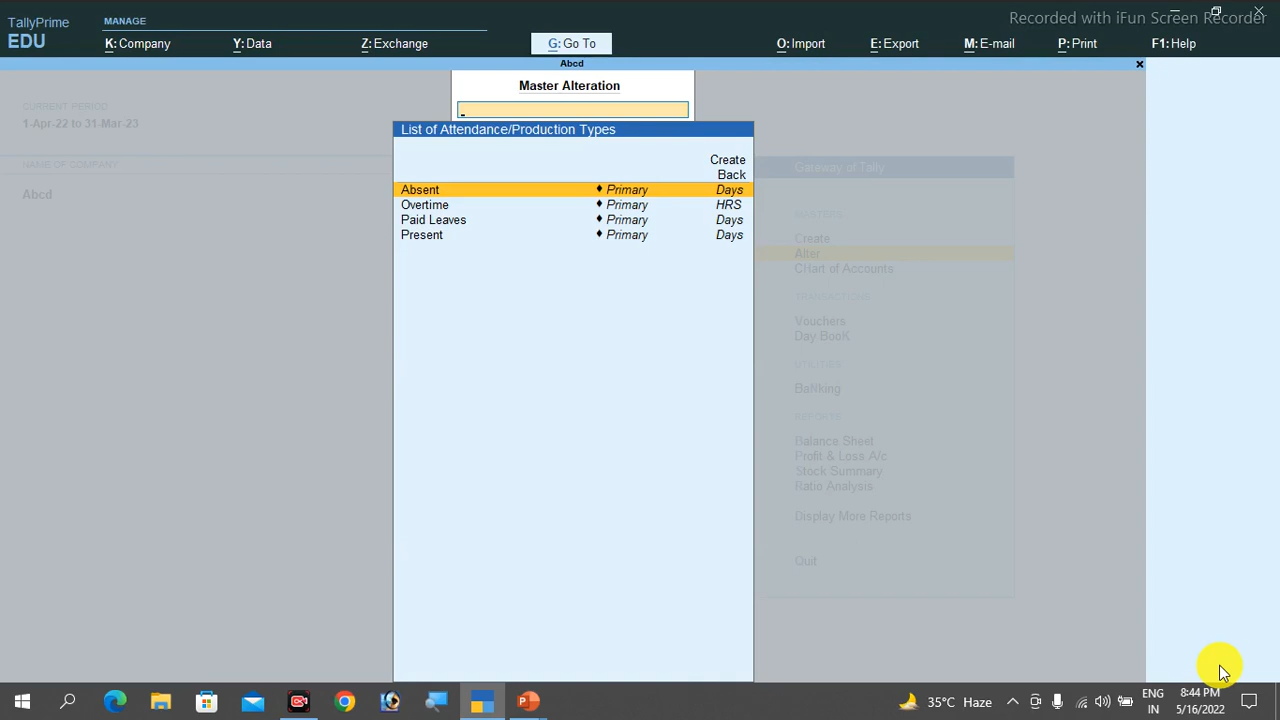 TallyPrime
EDU
MANAGE
K: Company
Y: Data
Z: Exchange
G: Go To
O: Import
E: Export
M: E-mail
P: Print
F1: Help
Recorded with iFun Screen Recorder
Abcd
CURRENT PERIOD
1-Apr-22 to 31-Mar-23
NAME OF COMPANY
Abcd
Master Alteration
List of Attendance/Production Types
Create
Back
Absent ♦ Primary Days
Overtime ♦ Primary HRS
Paid Leaves ♦ Primary Days
Present ♦ Primary Days
Gateway of Tally
MASTERS
Create
Alter
CHart of Accounts
TRANSACTIONS
Vouchers
Day BooK
UTILITIES
BaNking
REPORTS
Balance Sheet
Profit & Loss A/c
Stock Summary
Ratio Analysis
Display More Reports
Quit
35°C Haze
ENG
IN
8:44 PM
5/16/2022